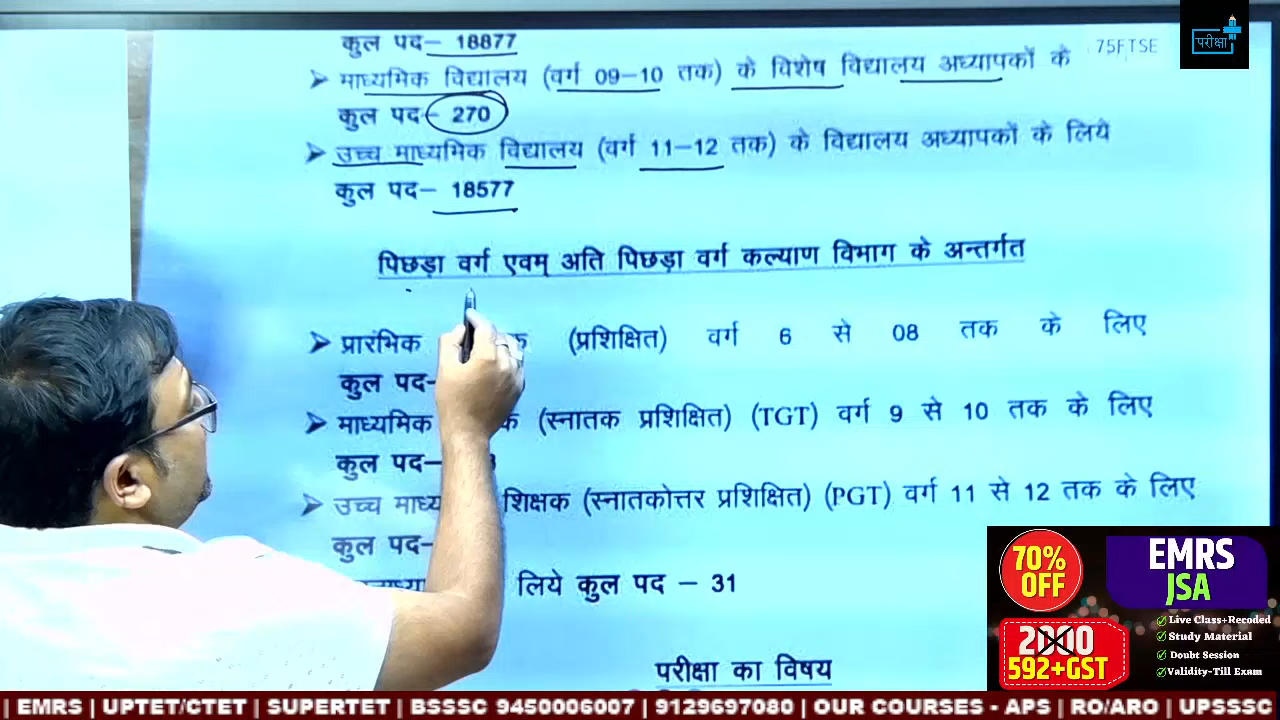 कुल पद– 18877
75FTSE
परीक्षा
➤ माध्यमिक विद्यालय (वर्ग 09–10 तक) के विशेष विद्यालय अध्यापकों के
कुल पद– 270
➤ उच्च माध्यमिक विद्यालय (वर्ग 11–12 तक) के विद्यालय अध्यापकों के लिये
कुल पद– 18577
पिछड़ा वर्ग एवम् अति पिछड़ा वर्ग कल्याण विभाग के अन्तर्गत
➤ प्रारंभिक (प्रशिक्षित) वर्ग 6 से 08 तक के लिए
कुल पद–
➤ माध्यमिक (स्नातक प्रशिक्षित) (TGT) वर्ग 9 से 10 तक के लिए
कुल पद–
➤ उच्च शिक्षक (स्नातकोत्तर प्रशिक्षित) (PGT) वर्ग 11 से 12 तक के लिए
कुल पद–
लिये कुल पद – 31
परीक्षा का विषय
70% OFF
2000
592+GST
EMRS
JSA
Live Class+Recoded
Study Material
Doubt Session
Validity-Till Exam
| EMRS | UPTET/CTET | SUPERTET | BSSSC 9450006007 | 9129697080 | OUR COURSES - APS | RO/ARO | UPSSSC